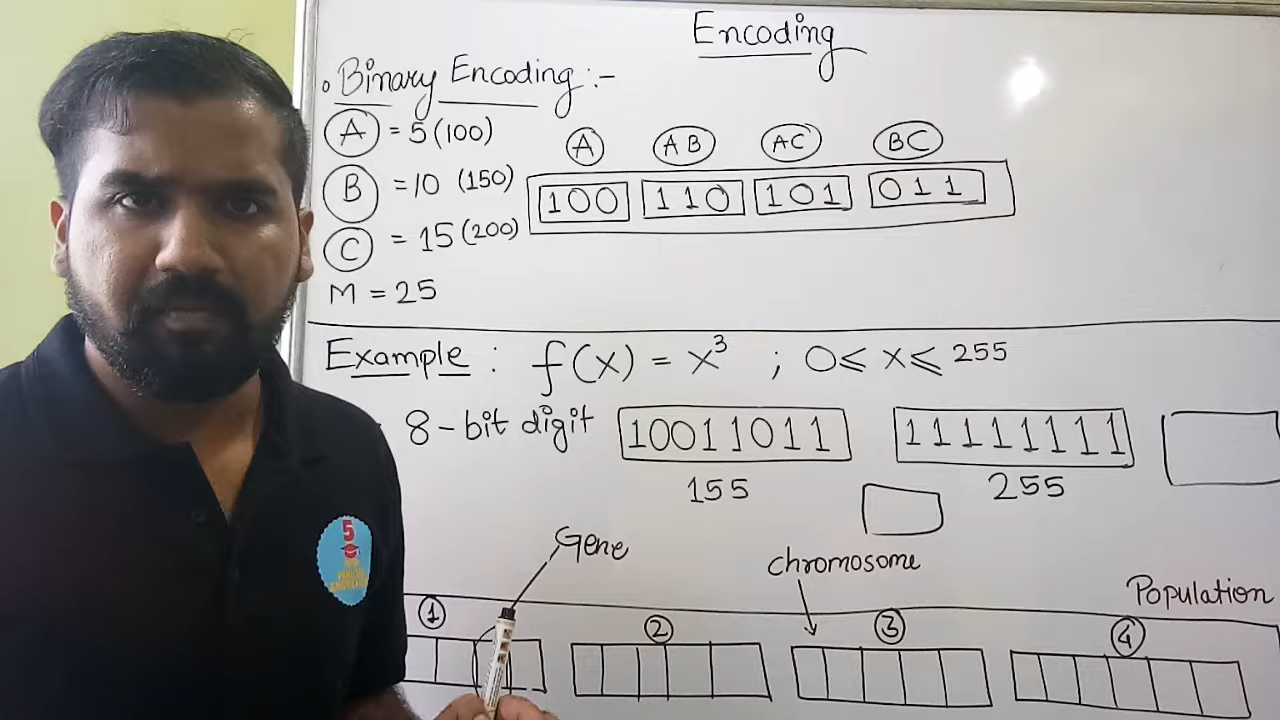 Encoding
Binary Encoding :-
A = 5 (100)
B = 10 (150)
C = 15 (200)
M = 25
A AB AC BC
100 110 101 011
Example : f(x) = x³ ; 0 ≤ x ≤ 255
8-bit digit 10011011 11111111
155 255
Gene
chromosome
Population
1 2 3 4
5